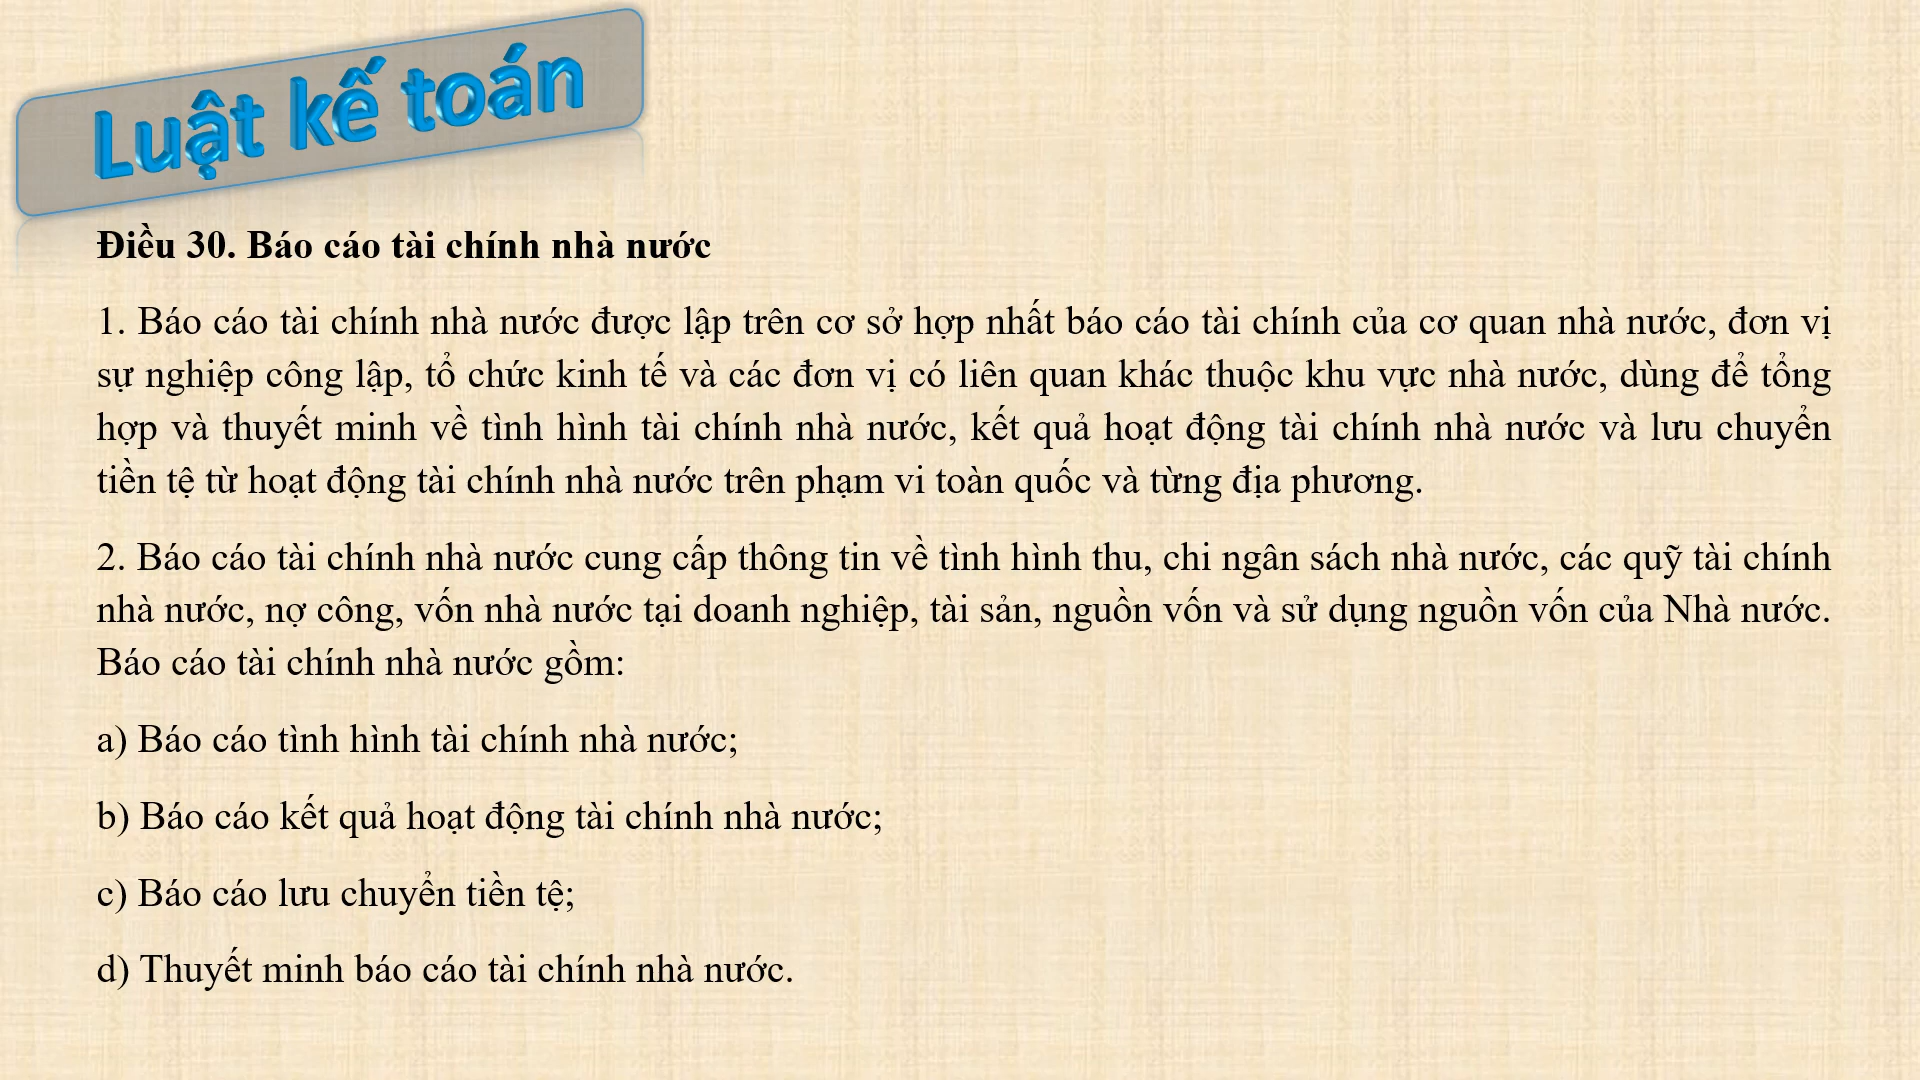 Luật kế toán
Điều 30. Báo cáo tài chính nhà nước
1. Báo cáo tài chính nhà nước được lập trên cơ sở hợp nhất báo cáo tài chính của cơ quan nhà nước, đơn vị
sự nghiệp công lập, tổ chức kinh tế và các đơn vị có liên quan khác thuộc khu vực nhà nước, dùng để tổng
hợp và thuyết minh về tình hình tài chính nhà nước, kết quả hoạt động tài chính nhà nước và lưu chuyển
tiền tệ từ hoạt động tài chính nhà nước trên phạm vi toàn quốc và từng địa phương.
2. Báo cáo tài chính nhà nước cung cấp thông tin về tình hình thu, chi ngân sách nhà nước, các quỹ tài chính
nhà nước, nợ công, vốn nhà nước tại doanh nghiệp, tài sản, nguồn vốn và sử dụng nguồn vốn của Nhà nước.
Báo cáo tài chính nhà nước gồm:
a) Báo cáo tình hình tài chính nhà nước;
b) Báo cáo kết quả hoạt động tài chính nhà nước;
c) Báo cáo lưu chuyển tiền tệ;
d) Thuyết minh báo cáo tài chính nhà nước.